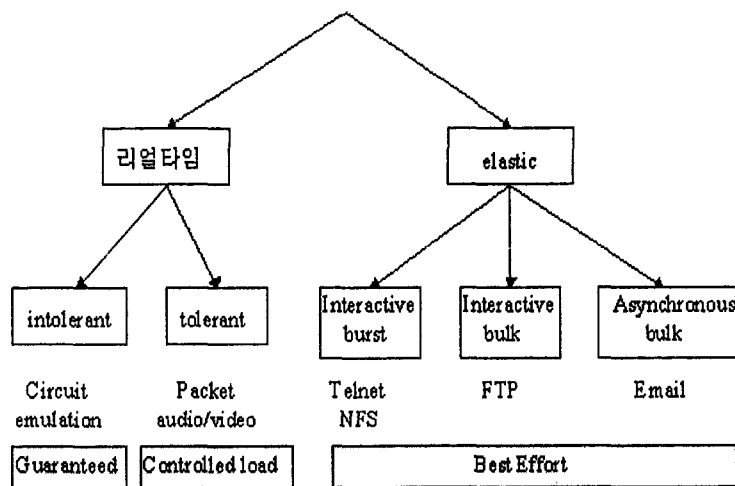 리얼타임
elastic
intolerant
tolerant
Interactive
burst
Interactive
bulk
Asynchronous
bulk
Circuit
emulation
Packet
audio/video
Telnet
NFS
FTP
Email
Guaranteed
Controlled load
Best Effort